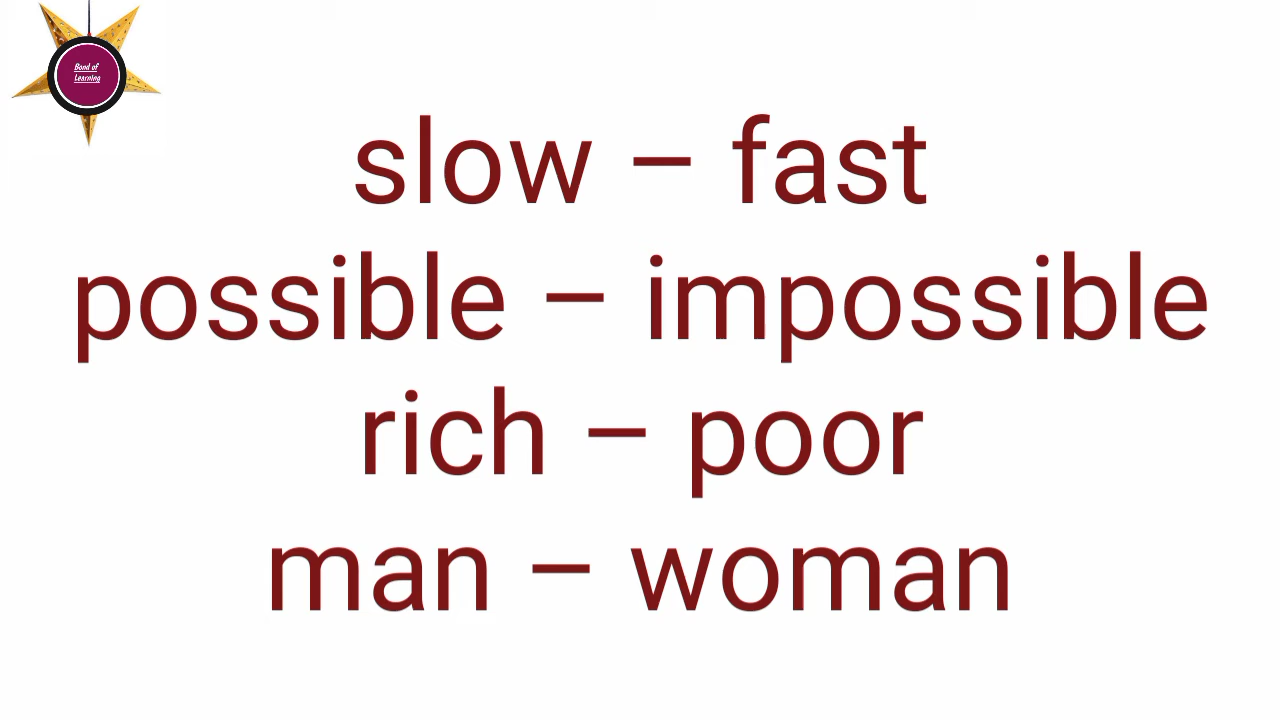 Bond of
Learning
slow – fast
possible – impossible
rich – poor
man – woman